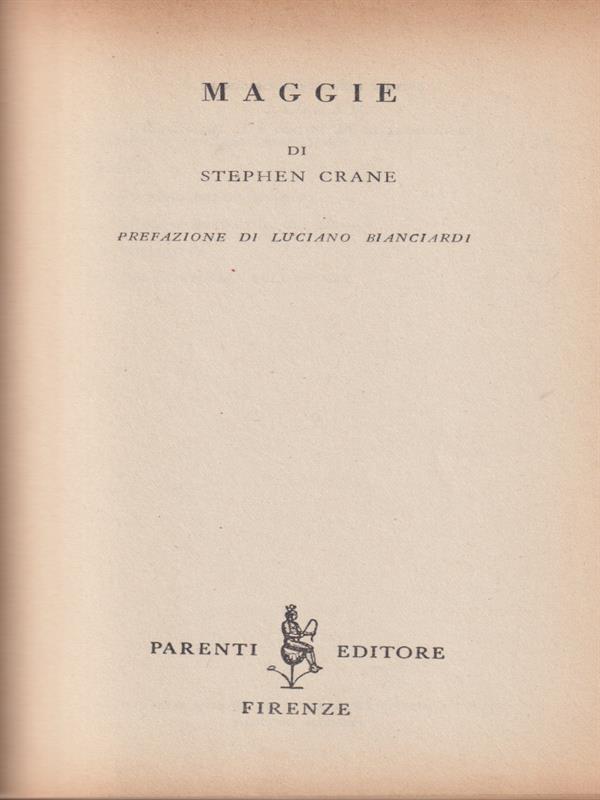 MAGGIE
DI
STEPHEN CRANE
PREFAZIONE DI LUCIANO BIANCIARDI
PARENTI EDITORE
FIRENZE